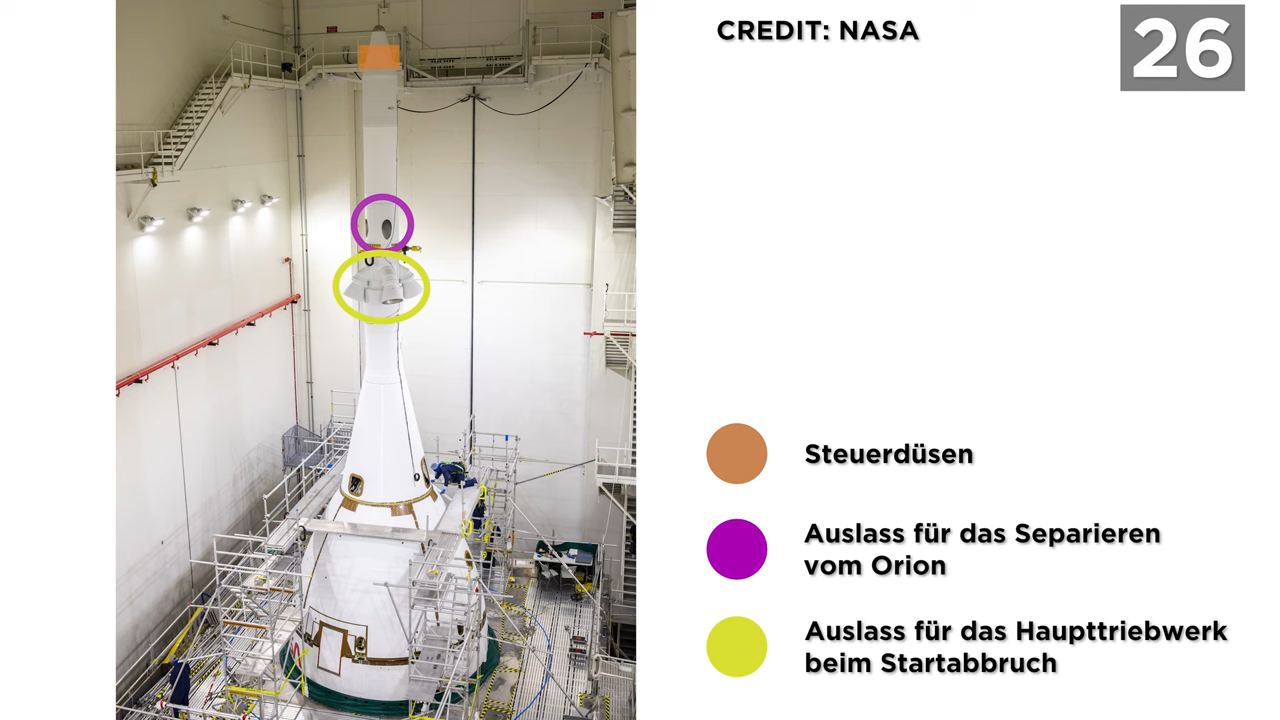 CREDIT: NASA
26
Steuerdüsen
Auslass für das Separieren
vom Orion
Auslass für das Haupttriebwerk
beim Startabbruch